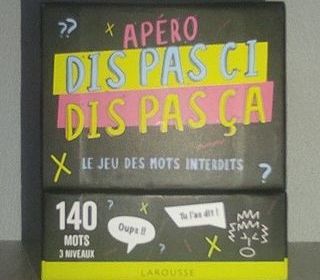 ??
APÉRO
DIS PAS CI
DIS PAS ÇA
LE JEU DES MOTS INTERDITS
?
140
MOTS
3 NIVEAUX
Oups !!
Tu l'as dit !
?
LAROUSSE